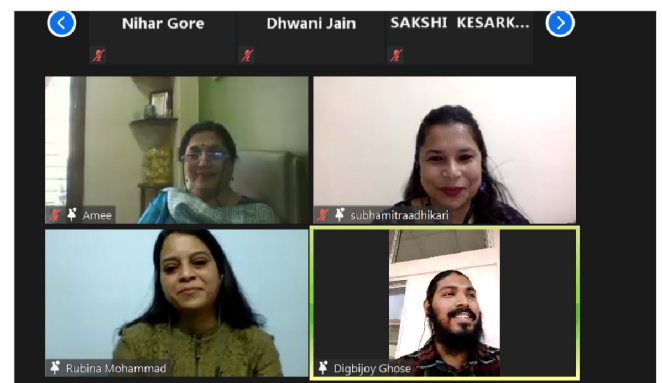 Nihar Gore
Dhwani Jain
SAKSHI KESARK...
Amee
subhamitraadhikari
Rubina Mohammad
Digbijoy Ghose